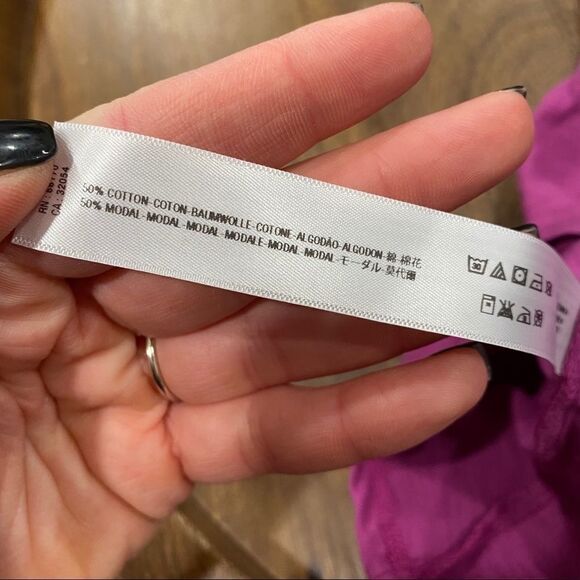 RN: 66170
CA: 32054
50% COTTON-COTON-BAUMWOLLE-COTONE-ALGODÃO-ALGODON-綿-棉花
50% MODAL-MODAL-MODAL-MODALE-MODAL-MODAL モーダル-莫代爾